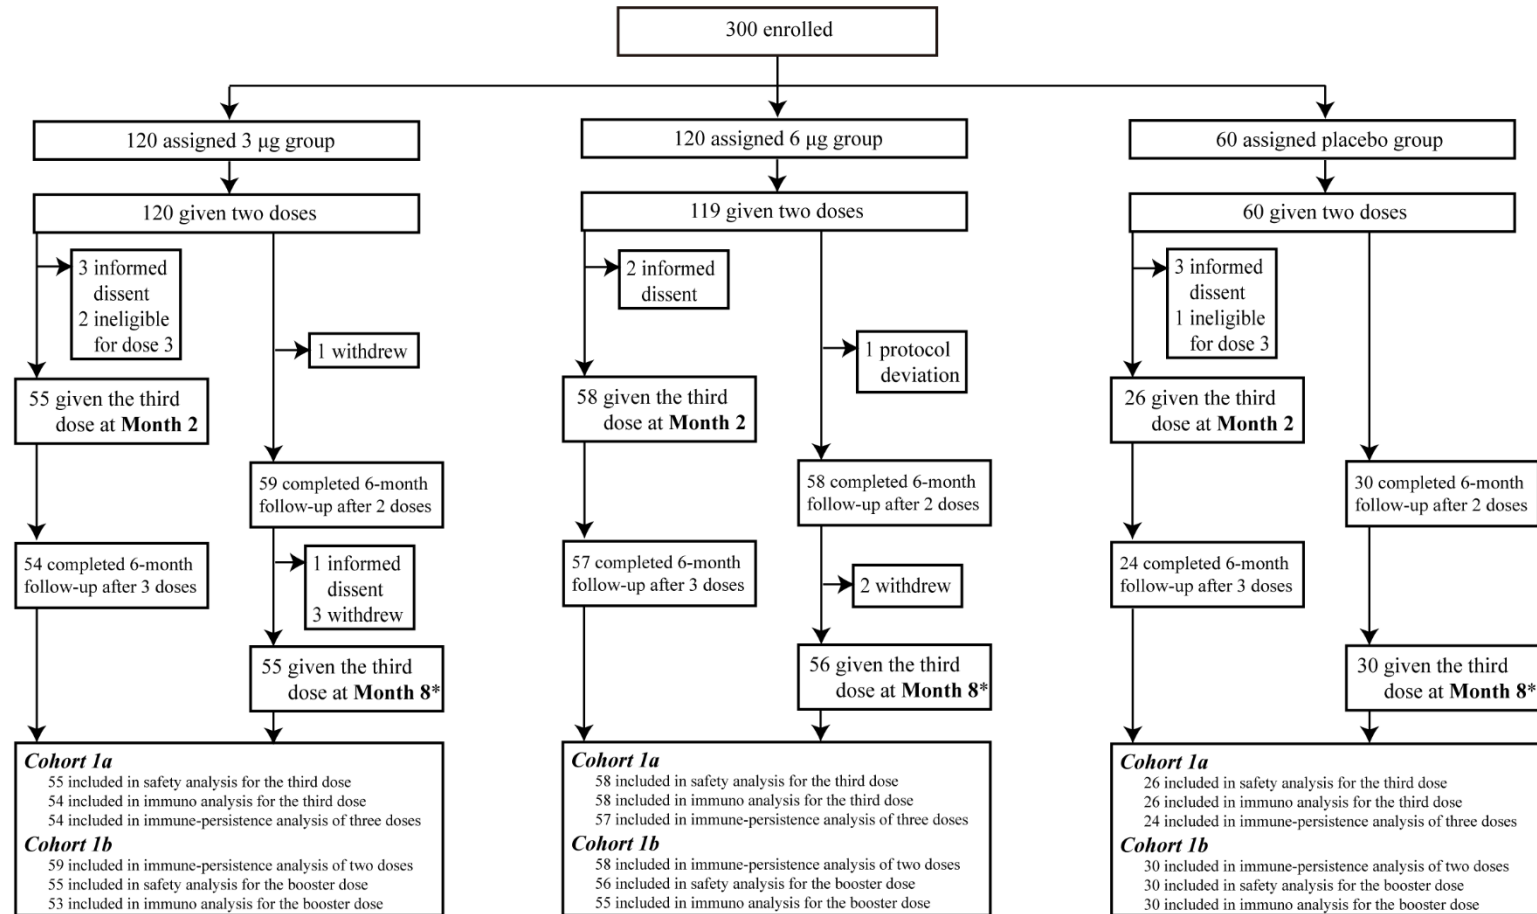 300 enrolled
120 assigned 3 μg group
120 given two doses
3 informed
dissent
2 ineligible
for dose 3
1 withdrew
55 given the third
dose at Month 2
59 completed 6-month
follow-up after 2 doses
54 completed 6-month
follow-up after 3 doses
1 informed
dissent
3 withdrew
55 given the third
dose at Month 8*
Cohort 1a
55 included in safety analysis for the third dose
54 included in immuno analysis for the third dose
54 included in immune-persistence analysis of three doses
Cohort 1b
59 included in immune-persistence analysis of two doses
55 included in safety analysis for the booster dose
53 included in immuno analysis for the booster dose
120 assigned 6 μg group
119 given two doses
2 informed
dissent
1 protocol
deviation
58 given the third
dose at Month 2
58 completed 6-month
follow-up after 2 doses
57 completed 6-month
follow-up after 3 doses
2 withdrew
56 given the third
dose at Month 8*
Cohort 1a
58 included in safety analysis for the third dose
58 included in immuno analysis for the third dose
57 included in immune-persistence analysis of three doses
Cohort 1b
58 included in immune-persistence analysis of two doses
56 included in safety analysis for the booster dose
55 included in immuno analysis for the booster dose
60 assigned placebo group
60 given two doses
3 informed
dissent
1 ineligible
for dose 3
26 given the third
dose at Month 2
30 completed 6-month
follow-up after 2 doses
24 completed 6-month
follow-up after 3 doses
30 given the third
dose at Month 8*
Cohort 1a
26 included in safety analysis for the third dose
26 included in immuno analysis for the third dose
24 included in immune-persistence analysis of three doses
Cohort 1b
30 included in immune-persistence analysis of two doses
30 included in safety analysis for the booster dose
30 included in immuno analysis for the booster dose